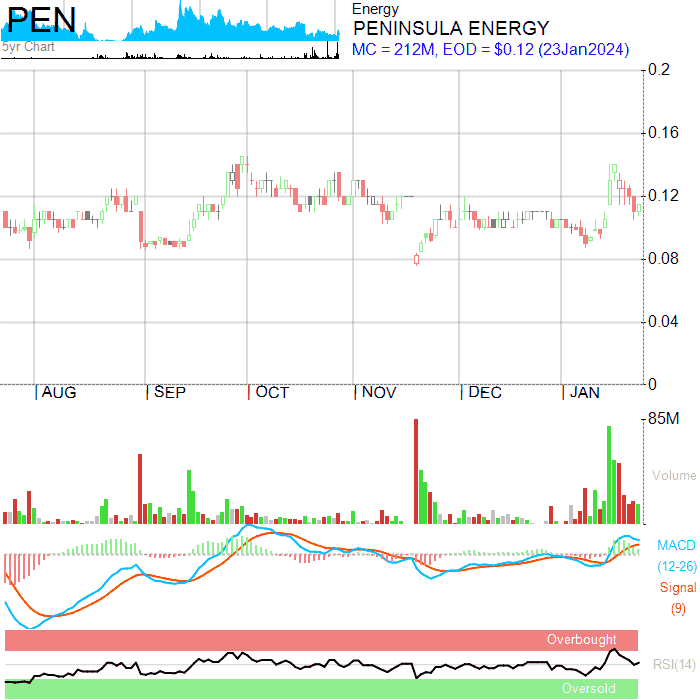 PEN
5yr Chart
Energy
PENINSULA ENERGY
MC = 212M, EOD = $0.12 (23Jan2024)
0.2
0.16
0.12
0.08
0.04
0
AUG SEP OCT NOV DEC JAN
85M
Volume
MACD
(12-26)
Signal
(9)
Overbought
RSI(14)
Oversold